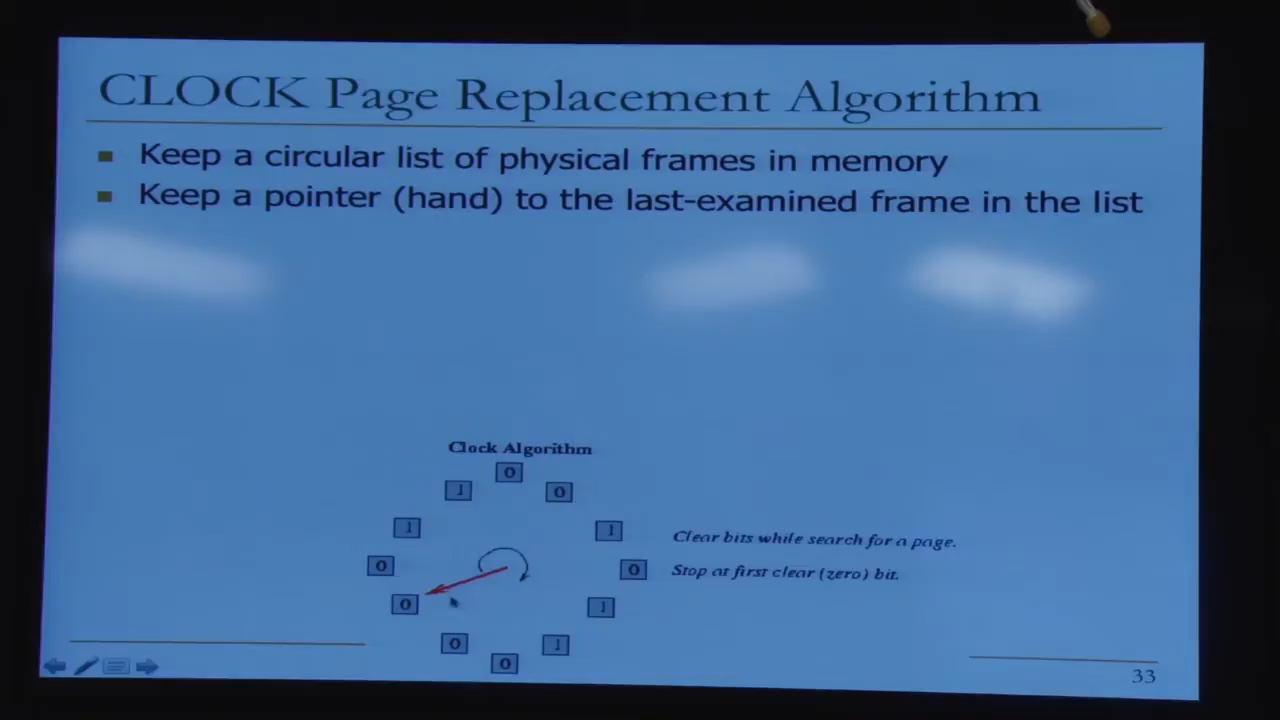 CLOCK Page Replacement Algorithm
Keep a circular list of physical frames in memory
Keep a pointer (hand) to the last-examined frame in the list
Clock Algorithm
0
1
0
1
1
Clear bits while search for a page.
0
0
Stop at first clear (zero) bit.
0
1
0
1
0
33